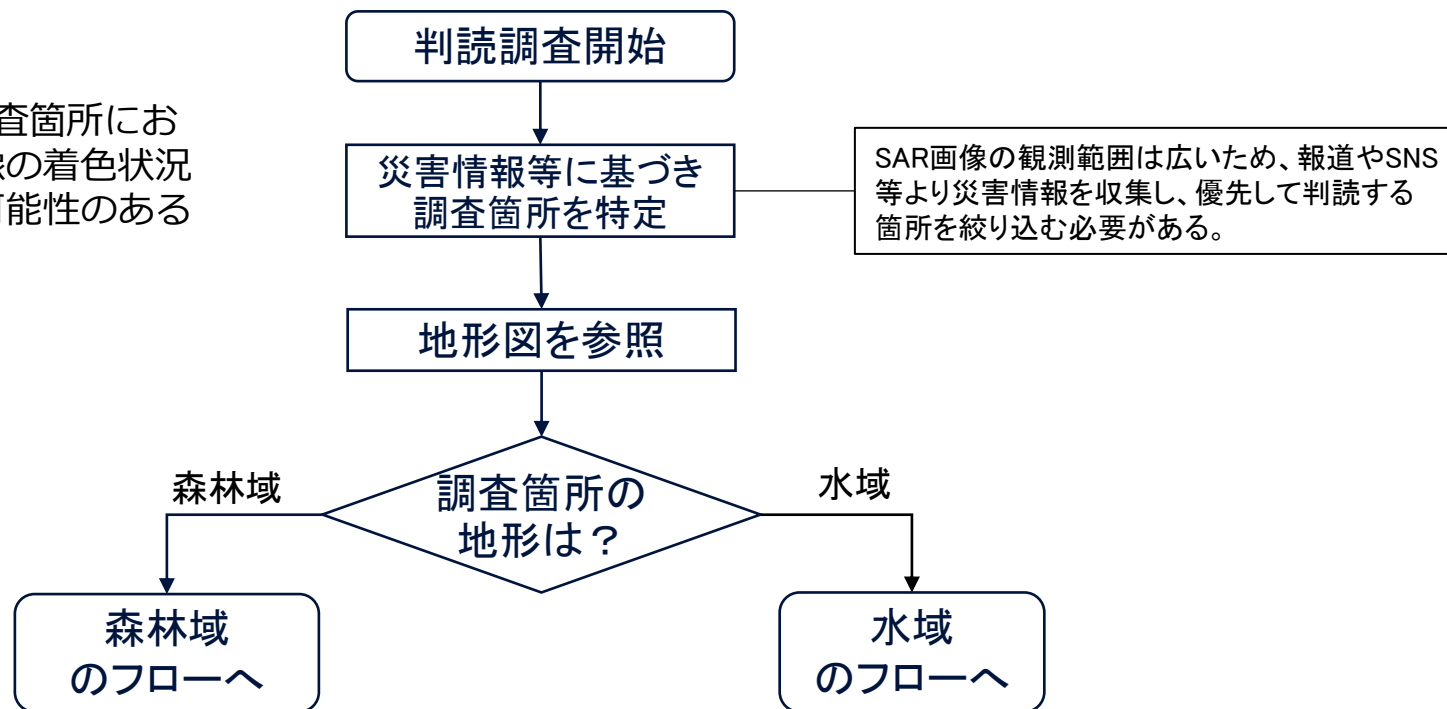 判読調査開始
査箇所にお
の着色状況
可能性のある
災害情報等に基づき
調査箇所を特定
SAR画像の観測範囲は広いため、報道やSNS
等より災害情報を収集し、優先して判読する
箇所を絞り込む必要がある。
地形図を参照
調査箇所の
地形は？
森林域
水域
森林域
のフローへ
水域
のフローへ